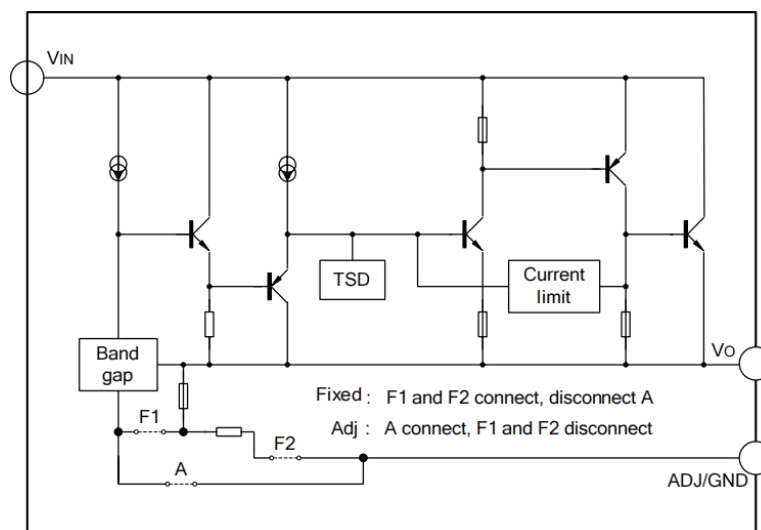 VIN
TSD
Current
limit
Band
gap
VO
Fixed : F1 and F2 connect, disconnect A
F1
Adj : A connect, F1 and F2 disconnect
F2
A
ADJ/GND